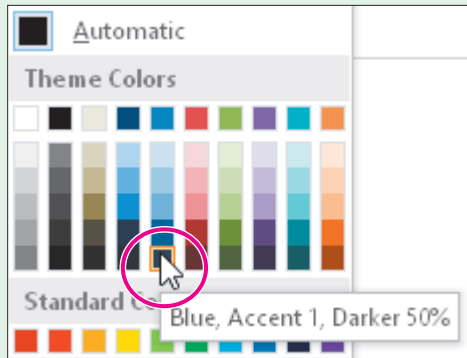 Automatic
Theme Colors
Standard Co
Blue, Accent 1, Darker 50%